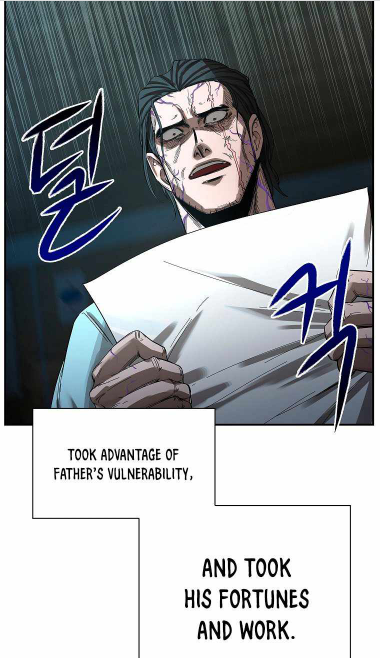 덜
컥
TOOK ADVANTAGE OF
FATHER'S VULNERABILITY,
AND TOOK
HIS FORTUNES
AND WORK.